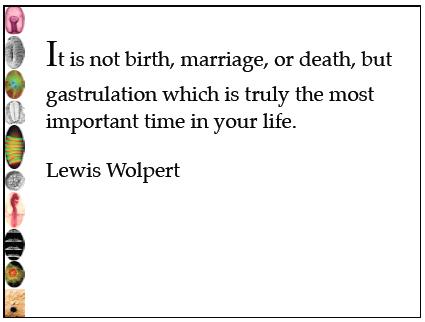 It is not birth, marriage, or death, but
gastrulation which is truly the most
important time in your life.
Lewis Wolpert